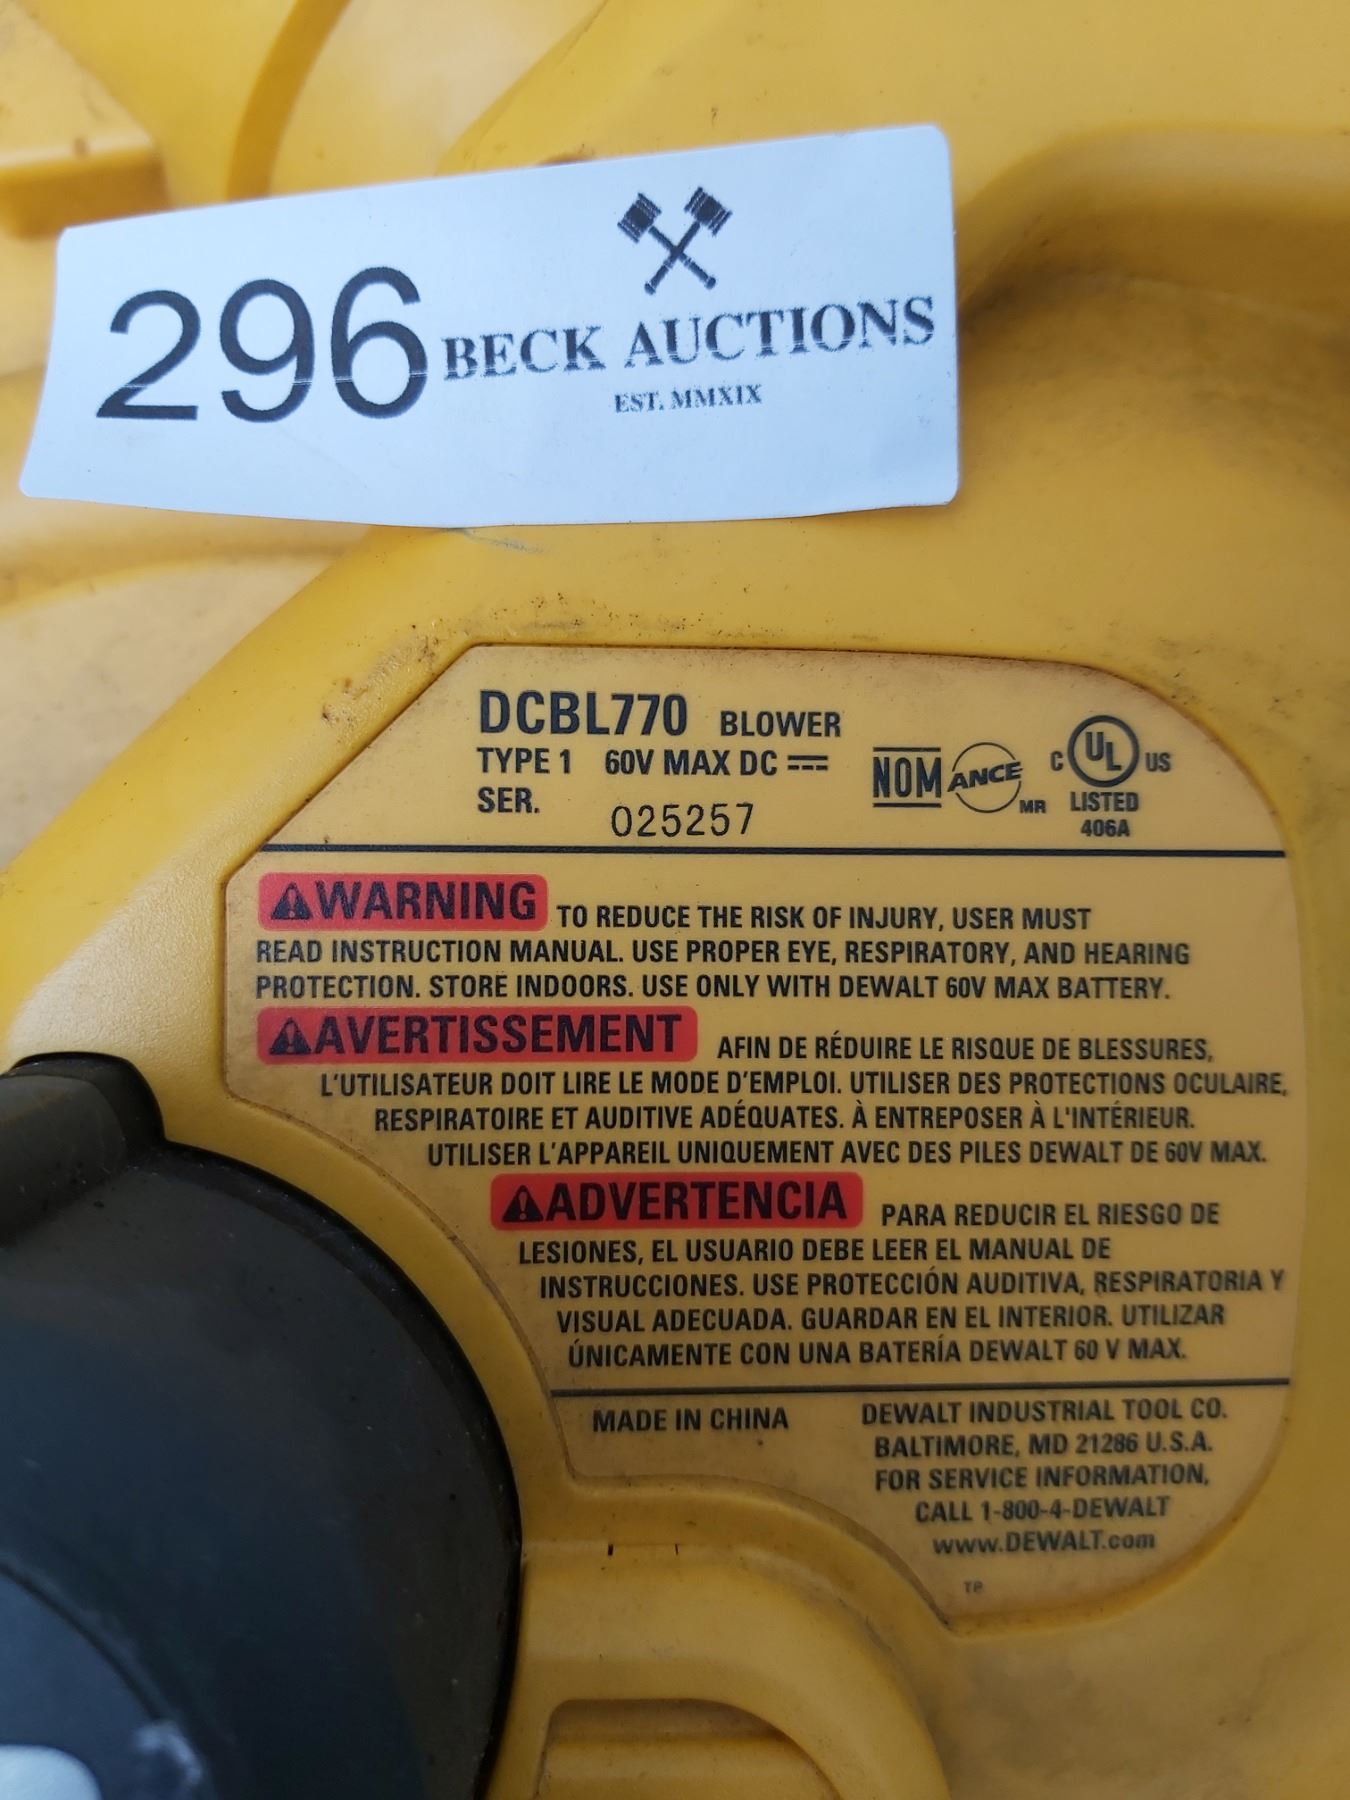 296 BECK AUCTIONS
EST. MMXIX
DCBL770 BLOWER
TYPE 1 60V MAX DC
SER. 025257
NOM ANCE MR
C UL US
LISTED
406A
WARNING TO REDUCE THE RISK OF INJURY, USER MUST
READ INSTRUCTION MANUAL. USE PROPER EYE, RESPIRATORY, AND HEARING
PROTECTION. STORE INDOORS. USE ONLY WITH DEWALT 60V MAX BATTERY.
AVERTISSEMENT AFIN DE RÉDUIRE LE RISQUE DE BLESSURES,
L'UTILISATEUR DOIT LIRE LE MODE D'EMPLOI. UTILISER DES PROTECTIONS OCULAIRE,
RESPIRATOIRE ET AUDITIVE ADÉQUATES. À ENTREPOSER À L'INTÉRIEUR.
UTILISER L'APPAREIL UNIQUEMENT AVEC DES PILES DEWALT DE 60V MAX.
ADVERTENCIA PARA REDUCIR EL RIESGO DE
LESIONES, EL USUARIO DEBE LEER EL MANUAL DE
INSTRUCCIONES. USE PROTECCIÓN AUDITIVA, RESPIRATORIA Y
VISUAL ADECUADA. GUARDAR EN EL INTERIOR. UTILIZAR
ÚNICAMENTE CON UNA BATERÍA DEWALT 60 V MAX.
MADE IN CHINA
DEWALT INDUSTRIAL TOOL CO.
BALTIMORE, MD 21286 U.S.A.
FOR SERVICE INFORMATION,
CALL 1-800-4-DEWALT
www.DEWALT.com